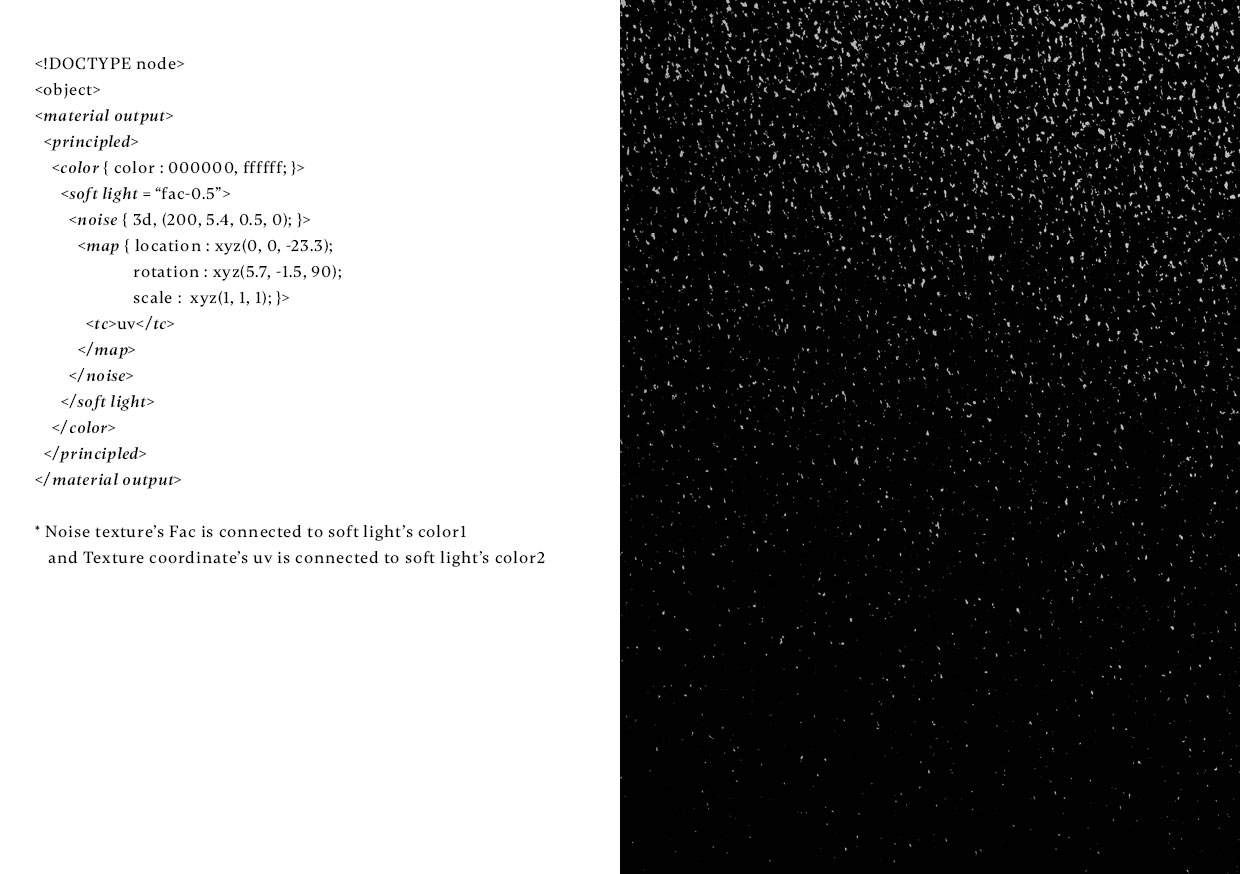 <!DOCTYPE node>
<object>
<material output>
<principled>
<color { color : 000000, ffffff; }>
<soft light = “fac-0.5”>
<noise { 3d, (200, 5.4, 0.5, 0); }>
<map { location : xyz(0, 0, -23.3);
rotation : xyz(5.7, -1.5, 90);
scale :  xyz(1, 1, 1); }>
<tc>uv</tc>
</map>
</noise>
</soft light>
</color>
</principled>
</material output>
* Noise texture’s Fac is connected to soft light’s color1
and Texture coordinate’s uv is connected to soft light’s color2